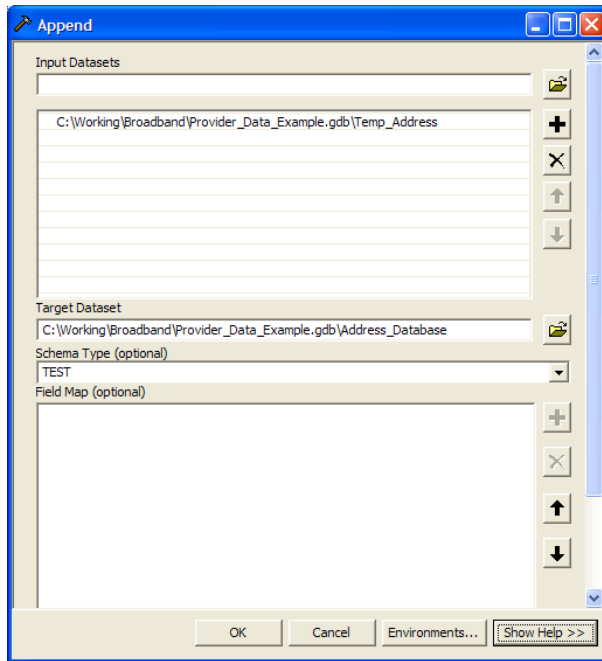 Append
Input Datasets
C:\Working\Broadband\Provider_Data_Example.gdb\Temp_Address
Target Dataset
C:\Working\Broadband\Provider_Data_Example.gdb\Address_Database
Schema Type (optional)
TEST
Field Map (optional)
OK Cancel Environments... Show Help >>